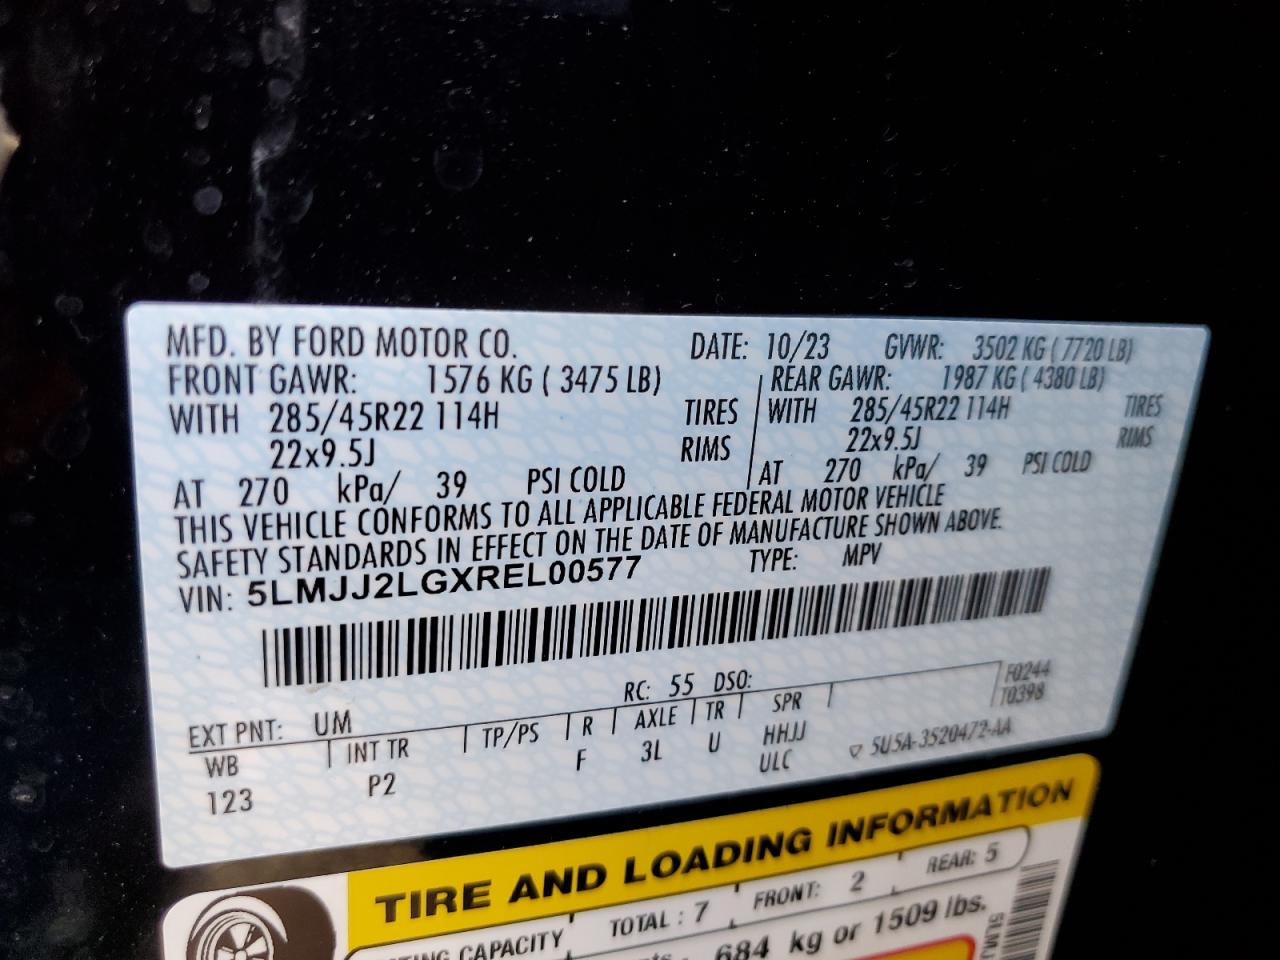 MFD. BY FORD MOTOR CO. DATE: 10/23 GVWR: 3502 KG ( 7720 LB)
FRONT GAWR: 1576 KG ( 3475 LB) REAR GAWR: 1987 KG ( 4380 LB)
WITH 285/45R22 114H TIRES WITH 285/45R22 114H TIRES
22x9.5J RIMS 22x9.5J RIMS
AT 270 kPa/ 39 PSI COLD AT 270 kPa/ 39 PSI COLD
THIS VEHICLE CONFORMS TO ALL APPLICABLE FEDERAL MOTOR VEHICLE
SAFETY STANDARDS IN EFFECT ON THE DATE OF MANUFACTURE SHOWN ABOVE.
VIN: 5LMJJ2LGXREL00577 TYPE: MPV
EXT PNT: UM RC: 55 DSO: F0244
T0398
WB INT TR TP/PS R AXLE TR SPR
123 P2 F 3L U HHJJ
ULC ▽ 5U5A-3520472-AA
TIRE AND LOADING INFORMATION
CAPACITY TOTAL : 7 FRONT: 2 REAR: 5
684 kg or 1509 lbs.
5LMJ